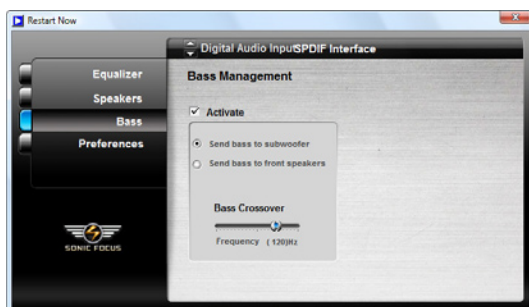 Restart Now
Digital Audio InputSPDIF Interface
Equalizer
Speakers
Bass
Preferences
Bass Management
Activate
Send bass to subwoofer
Send bass to front speakers
Bass Crossover
Frequency (120)Hz
SONIC FOCUS